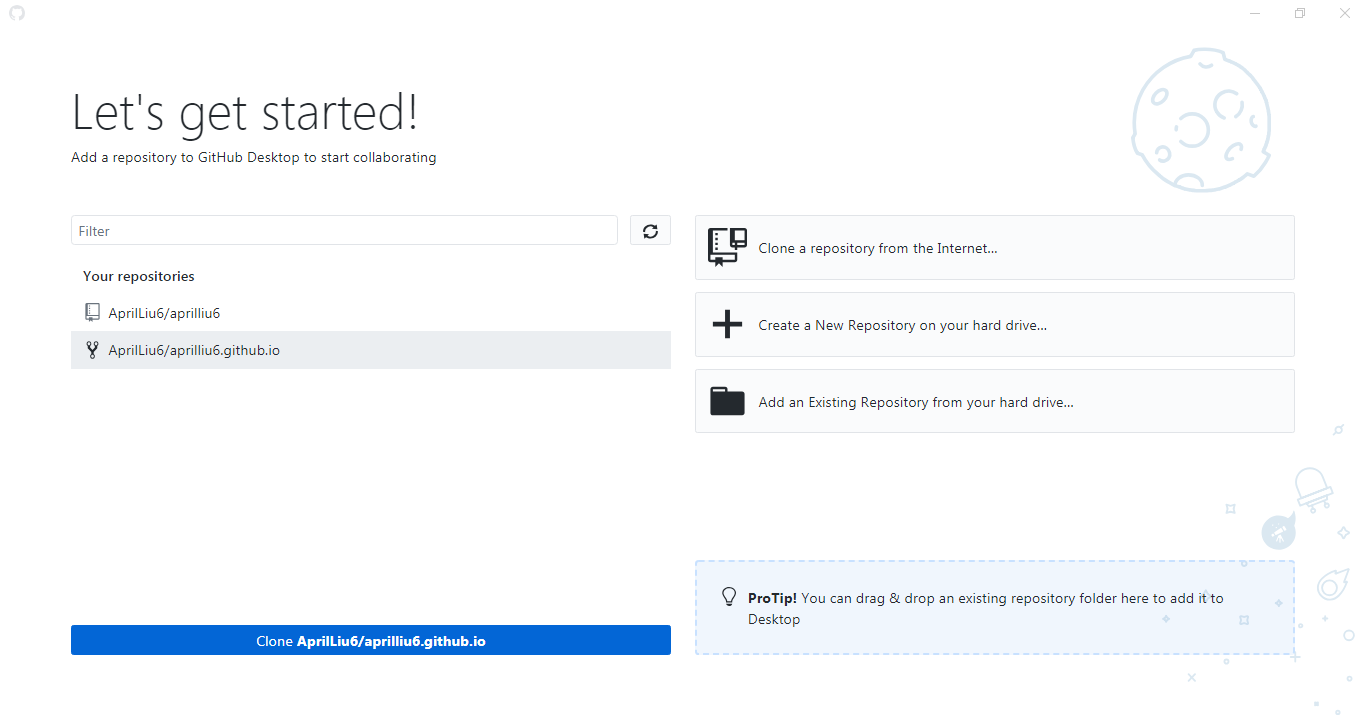 Let's get started!
Add a repository to GitHub Desktop to start collaborating
Filter
Your repositories
AprilLiu6/aprilliu6
AprilLiu6/aprilliu6.github.io
Clone AprilLiu6/aprilliu6.github.io
Clone a repository from the Internet...
Create a New Repository on your hard drive...
Add an Existing Repository from your hard drive...
ProTip! You can drag & drop an existing repository folder here to add it to
Desktop